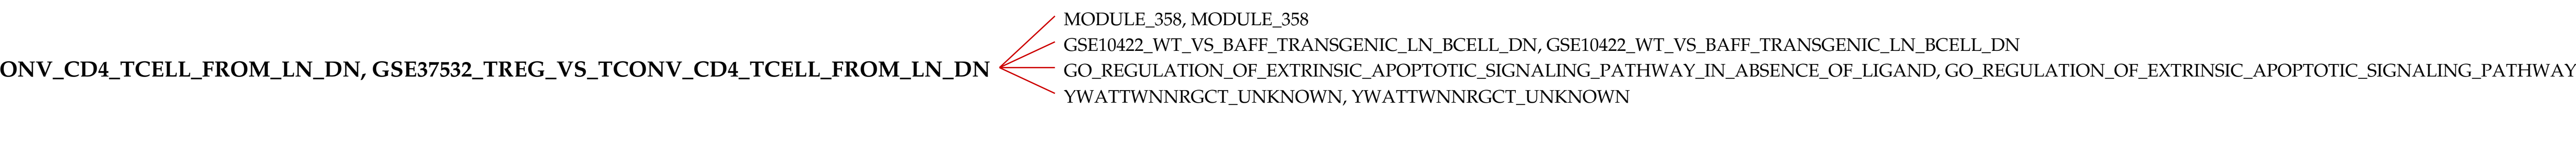 MODULE_358, MODULE_358
GSE10422_WT_VS_BAFF_TRANSGENIC_LN_BCELL_DN, GSE10422_WT_VS_BAFF_TRANSGENIC_LN_BCELL_DN
ONV_CD4_TCELL_FROM_LN_DN, GSE37532_TREG_VS_TCONV_CD4_TCELL_FROM_LN_DN
GO_REGULATION_OF_EXTRINSIC_APOPTOTIC_SIGNALING_PATHWAY_IN_ABSENCE_OF_LIGAND, GO_REGULATION_OF_EXTRINSIC_APOPTOTIC_SIGNALING_PATHWAY
YWATTWNNRGCT_UNKNOWN, YWATTWNNRGCT_UNKNOWN